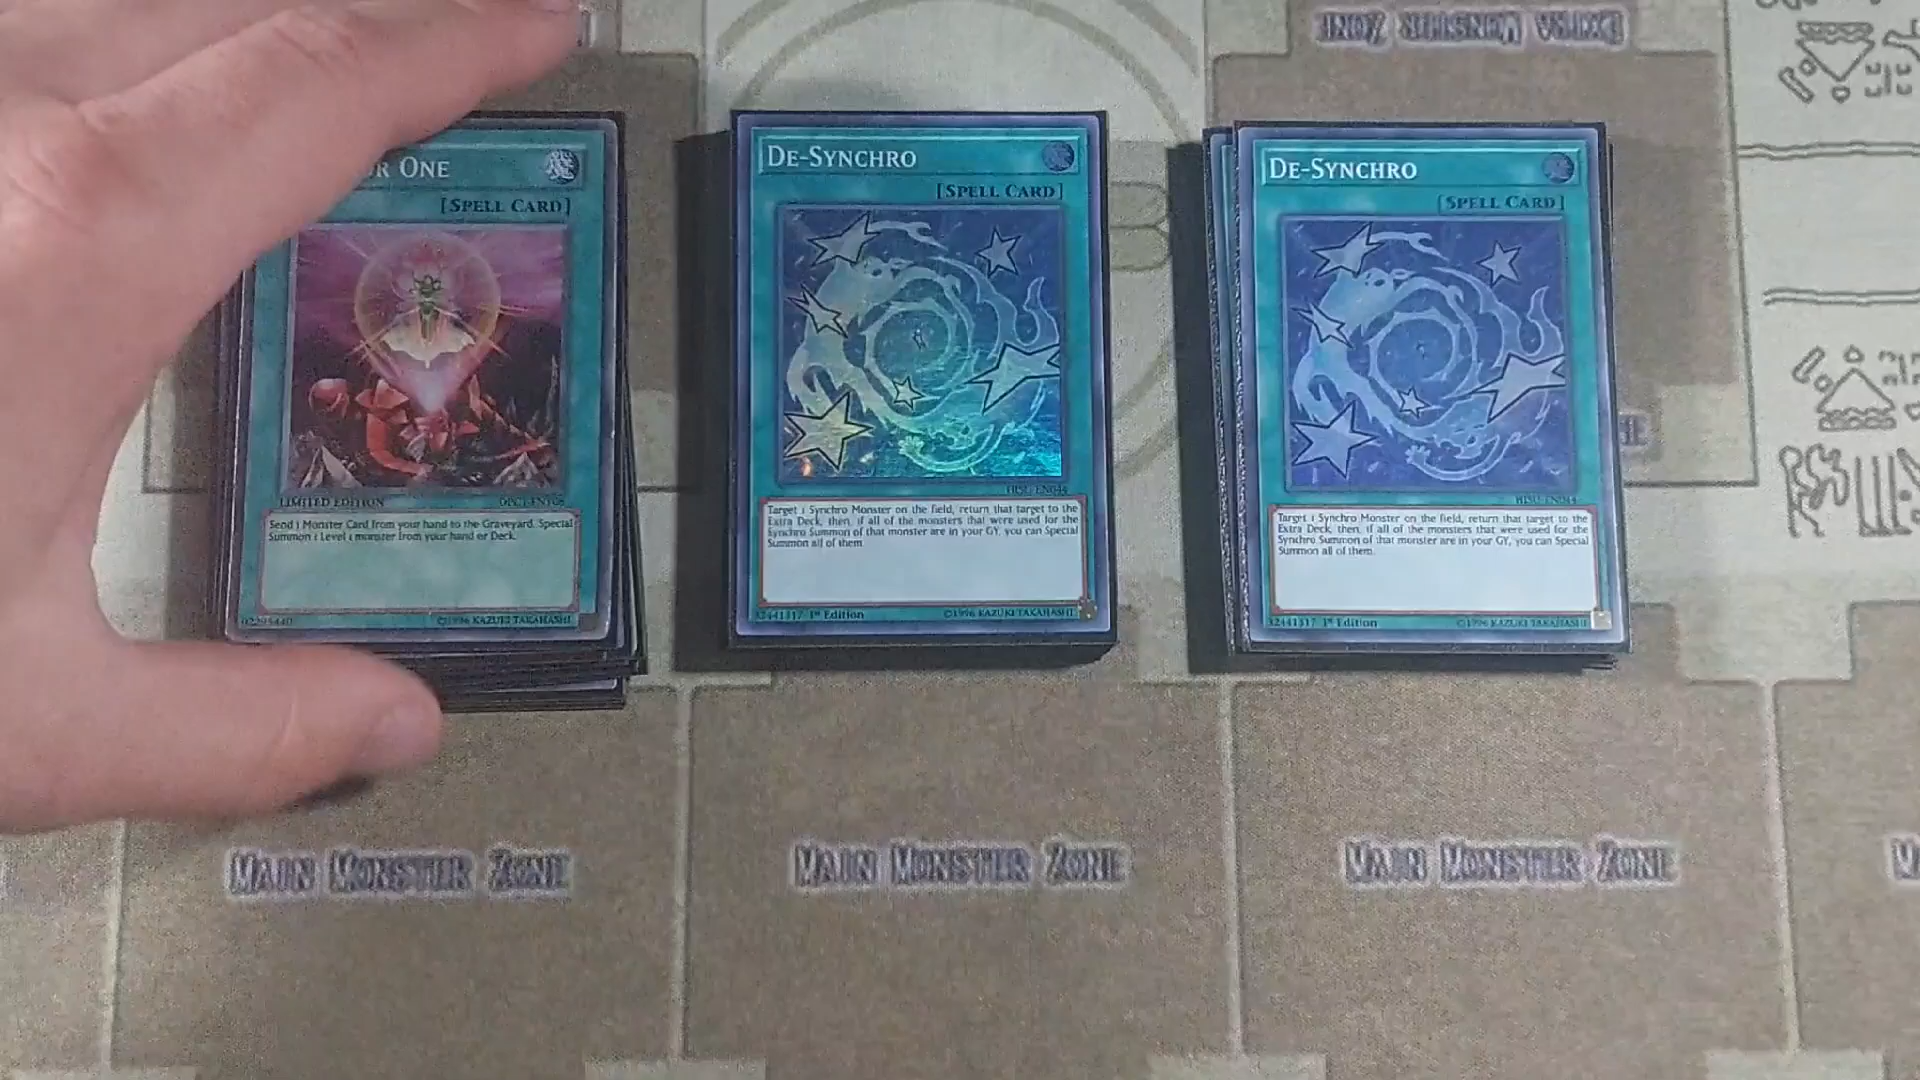 EXTRA MONSTER ZONE
OR ONE
[SPELL CARD]
LIMITED EDITION
Send 1 Monster Card from your hand to the Graveyard. Special
Summon 1 Level 1 monster from your hand or Deck.
©1996 KAZUKI TAKAHASHI
DE-SYNCHRO
[SPELL CARD]
Target 1 Synchro Monster on the field, return that target to the
Extra Deck, then, if all of the monsters that were used for the
Synchro Summon of that monster are in your GY, you can Special
Summon all of them.
32441317 1st Edition
©1996 KAZUKI TAKAHASHI
DE-SYNCHRO
[SPELL CARD]
Target 1 Synchro Monster on the field, return that target to the
Extra Deck, then, if all of the monsters that were used for the
Synchro Summon of that monster are in your GY, you can Special
Summon all of them.
32441317 1st Edition
©1996 KAZUKI TAKAHASHI
MAIN MONSTER ZONE
MAIN MONSTER ZONE
MAIN MONSTER ZONE